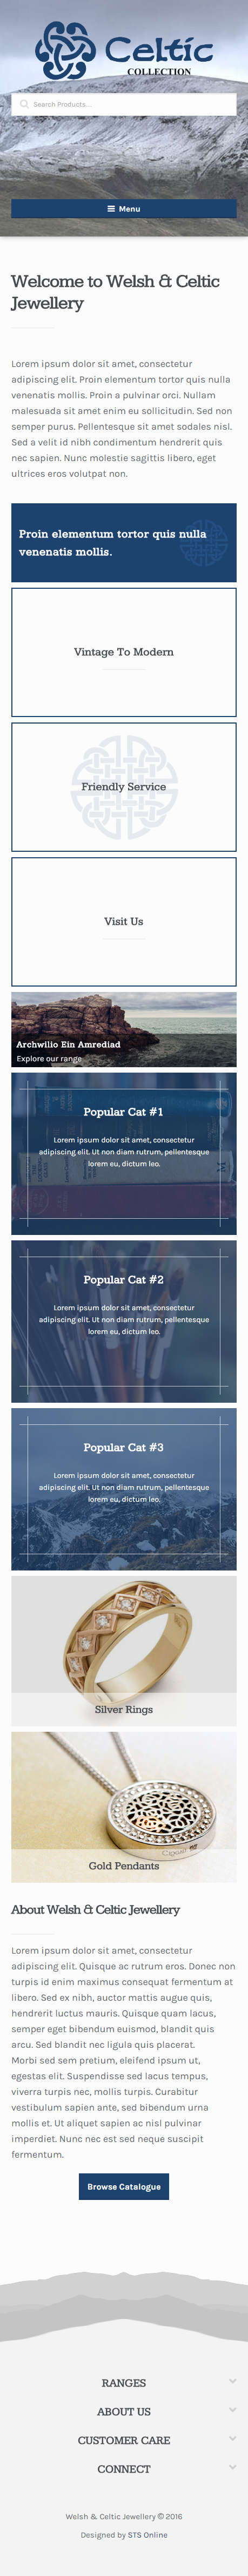 Celtic
COLLECTION
Search Products...
Menu
Welcome to Welsh & Celtic
Jewellery
Lorem ipsum dolor sit amet, consectetur
adipiscing elit. Proin elementum tortor quis nulla
venenatis mollis. Proin a pulvinar orci. Nullam
malesuada sit amet enim eu sollicitudin. Sed non
semper purus. Pellentesque sit amet sodales nisl.
Sed a velit id nibh condimentum hendrerit quis
nec sapien. Nunc molestie sagittis libero, eget
ultrices eros volutpat non.
Proin elementum tortor quis nulla
venenatis mollis.
Vintage To Modern
Friendly Service
Visit Us
Archwilio Ein Amrediad
Explore our range
Popular Cat #1
Lorem ipsum dolor sit amet, consectetur
adipiscing elit. Ut non diam rutrum, pellentesque
lorem eu, dictum leo.
Popular Cat #2
Lorem ipsum dolor sit amet, consectetur
adipiscing elit. Ut non diam rutrum, pellentesque
lorem eu, dictum leo.
Popular Cat #3
Lorem ipsum dolor sit amet, consectetur
adipiscing elit. Ut non diam rutrum, pellentesque
lorem eu, dictum leo.
Silver Rings
Gold Pendants
About Welsh & Celtic Jewellery
Lorem ipsum dolor sit amet, consectetur
adipiscing elit. Quisque ac rutrum eros. Donec non
turpis id enim maximus consequat fermentum at
libero. Sed ex nibh, auctor mattis augue quis,
hendrerit luctus mauris. Quisque quam lacus,
semper eget bibendum euismod, blandit quis
arcu. Sed blandit nec ligula quis placerat.
Morbi sed sem pretium, eleifend ipsum ut,
egestas elit. Suspendisse sed lacus tempus,
viverra turpis nec, mollis turpis. Curabitur
vestibulum sapien ante, sed bibendum urna
mollis et. Ut aliquet sapien ac nisl pulvinar
imperdiet. Nunc nec est sed neque suscipit
fermentum.
Browse Catalogue
RANGES
ABOUT US
CUSTOMER CARE
CONNECT
Welsh & Celtic Jewellery © 2016
Designed by STS Online